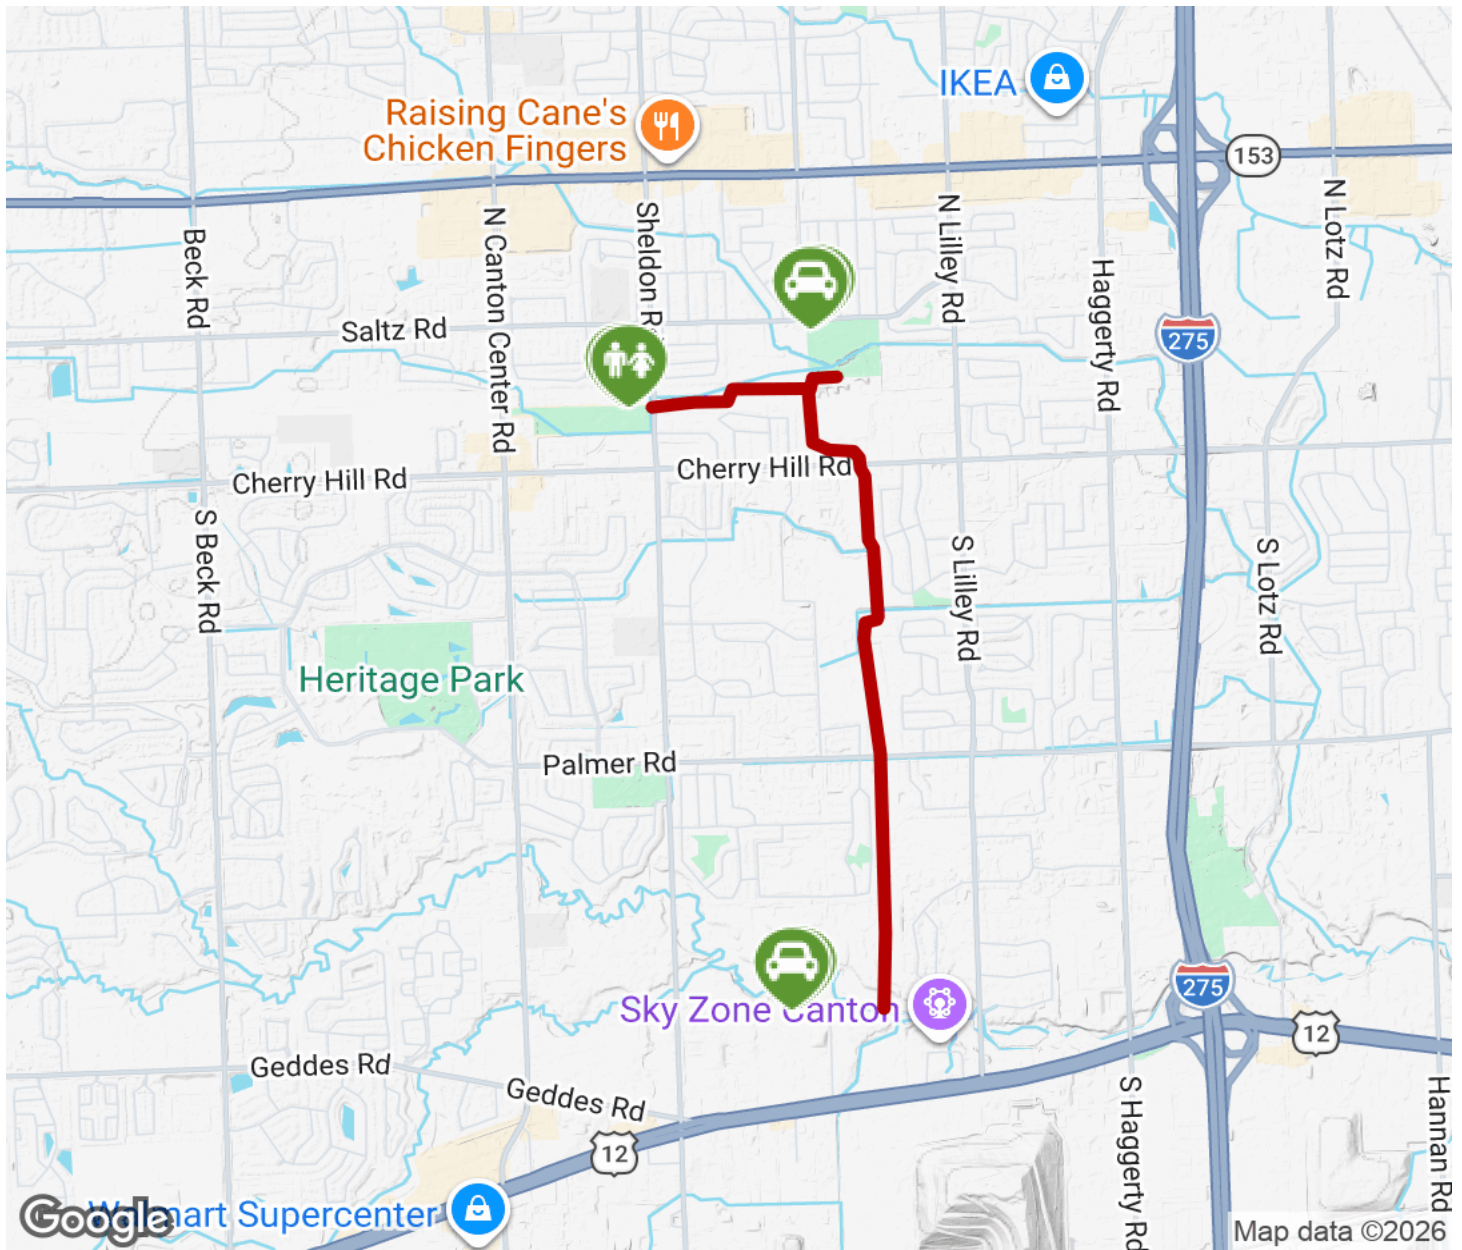 IKEA
Raising Cane's
Chicken Fingers
153
N Lotz Rd
N Lilley Rd
Sheldon R
N Canton Center Rd
Beck Rd
Haggerty Rd
Saltz Rd
275
Cherry Hill Rd
Cherry Hill Rd
S Beck Rd
S Lilley Rd
S Lotz Rd
Heritage Park
Palmer Rd
275
Sky Zone Canton
12
Geddes Rd
Geddes Rd
S Haggerty Rd
Hannan Rd
12
Walmart Supercenter
Google
Map data ©2026